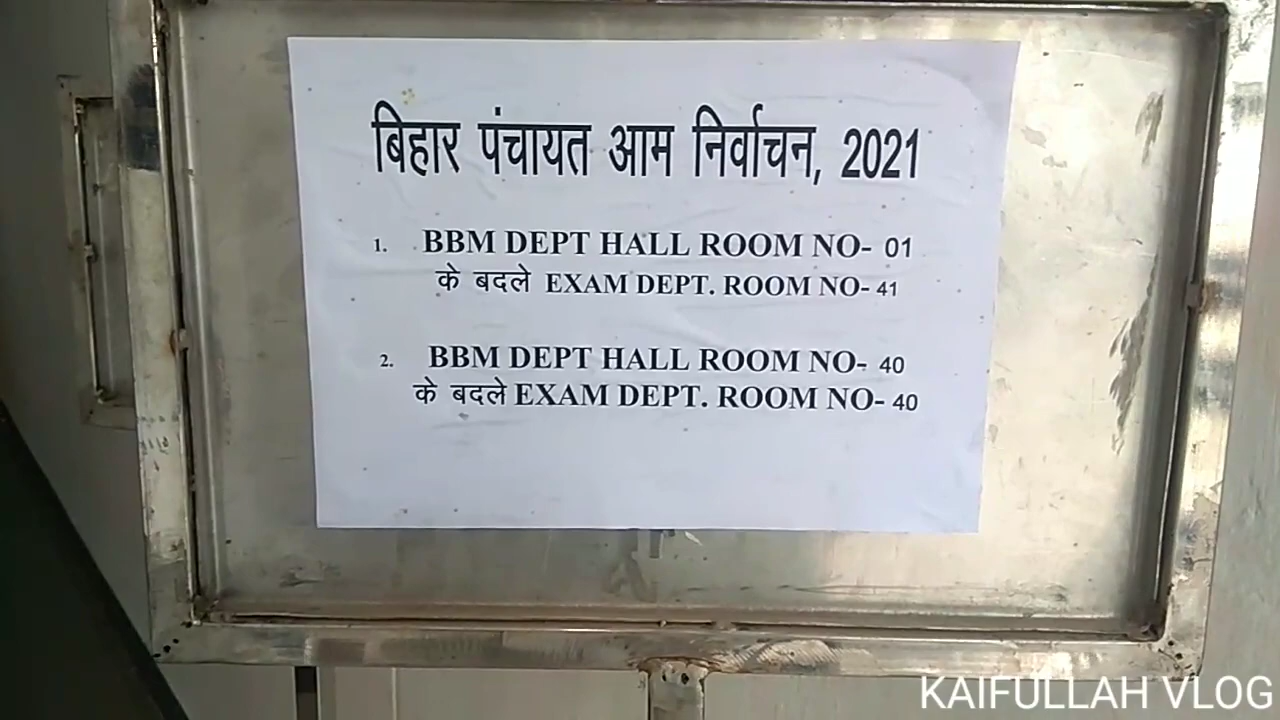 बिहार पंचायत आम निर्वाचन, 2021
1. BBM DEPT HALL ROOM NO- 01
के बदले EXAM DEPT. ROOM NO- 41
2. BBM DEPT HALL ROOM NO- 40
के बदले EXAM DEPT. ROOM NO- 40
KAIFULLAH VLOG